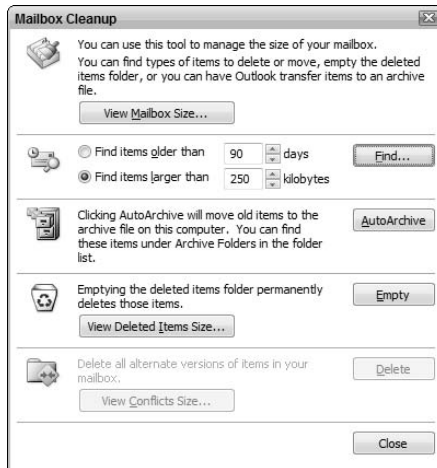 Mailbox Cleanup
You can use this tool to manage the size of your mailbox.
You can find types of items to delete or move, empty the deleted
items folder, or you can have Outlook transfer items to an archive
file.
View Mailbox Size...
Find items older than 90 days Find...
Find items larger than 250 kilobytes
Clicking AutoArchive will move old items to the
archive file on this computer. You can find
these items under Archive Folders in the folder
list.
AutoArchive
Emptying the deleted items folder permanently
deletes those items.
Empty
View Deleted Items Size...
Delete all alternate versions of items in your
mailbox.
Delete
View Conflicts Size...
Close